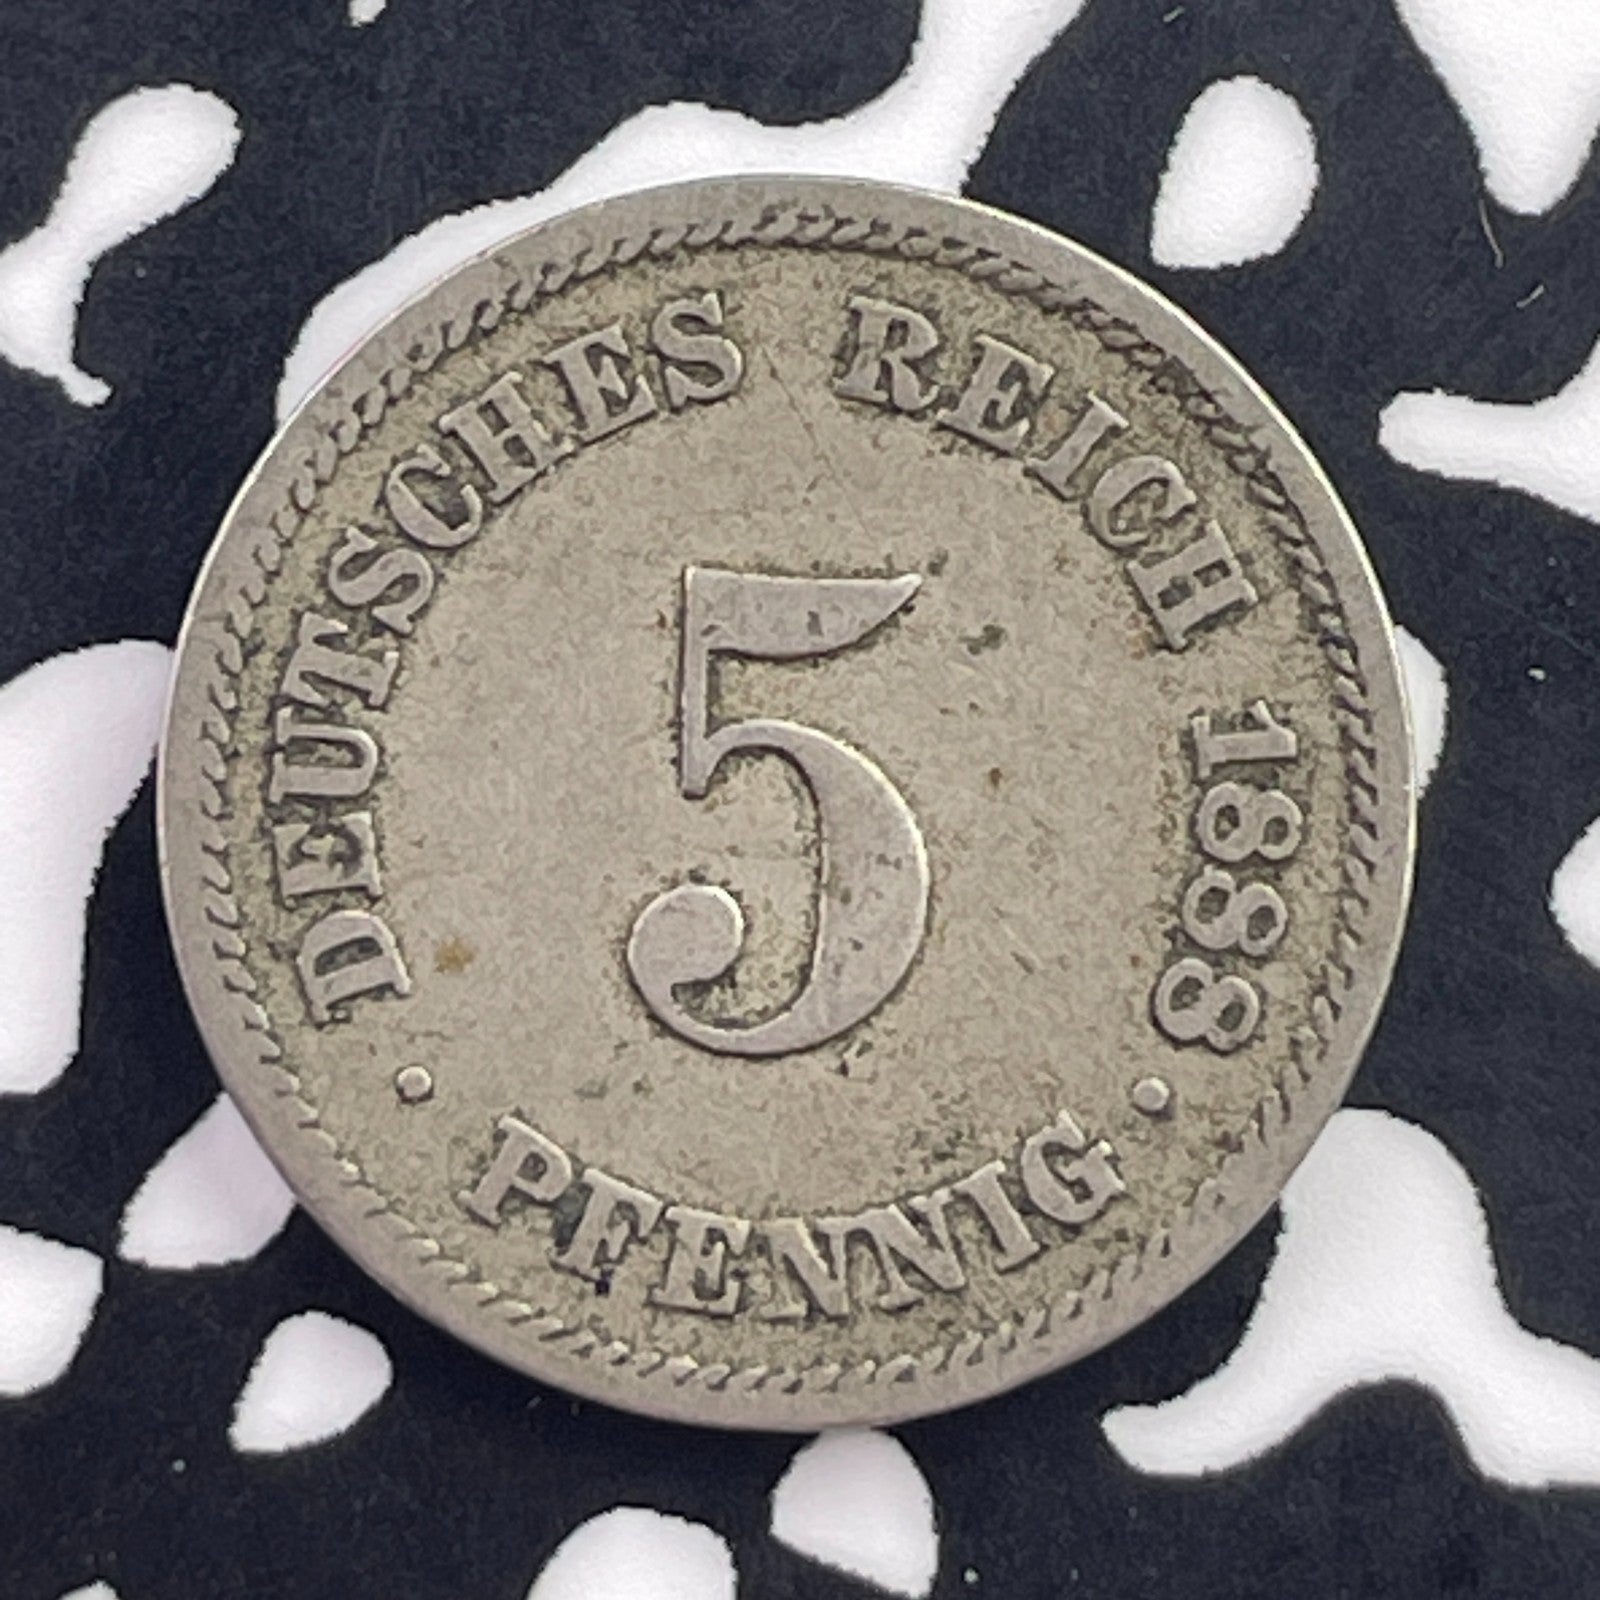 DEUTSCHES REICH 1888
5
· PFENNIG ·